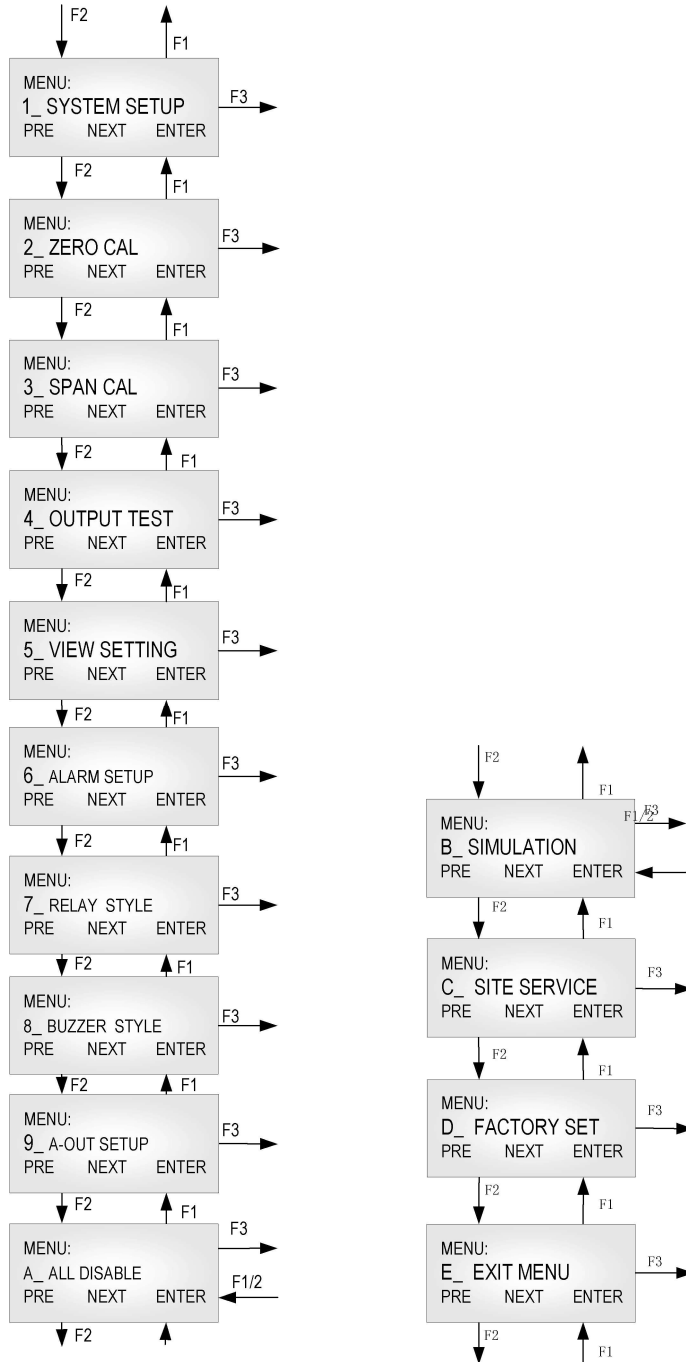 F2
F1
MENU:
1_ SYSTEM SETUP
F3
PRE NEXT ENTER
F2
F1
MENU:
2_ ZERO CAL
F3
PRE NEXT ENTER
F2
F1
MENU:
3_ SPAN CAL
F3
PRE NEXT ENTER
F2
F1
MENU:
4_ OUTPUT TEST
F3
PRE NEXT ENTER
F2
F1
MENU:
5_ VIEW SETTING
F3
PRE NEXT ENTER
F2
F1
MENU:
6_ ALARM SETUP
F3
PRE NEXT ENTER
F2
F1
MENU:
7_ RELAY STYLE
F3
PRE NEXT ENTER
F2
F1
MENU:
8_ BUZZER STYLE
F3
PRE NEXT ENTER
F2
F1
MENU:
9_ A-OUT SETUP
F3
PRE NEXT ENTER
F2
F1
MENU:
F3
A_ ALL DISABLE
PRE NEXT ENTER
F1/2
F2
F2
F1
F1/2
F3
MENU:
B_ SIMULATION
PRE NEXT ENTER
F2
F1
MENU:
C_ SITE SERVICE
F3
PRE NEXT ENTER
F2
F1
MENU:
D_ FACTORY SET
F3
PRE NEXT ENTER
F2
F1
MENU:
E_ EXIT MENU
F3
PRE NEXT ENTER
F2
F1